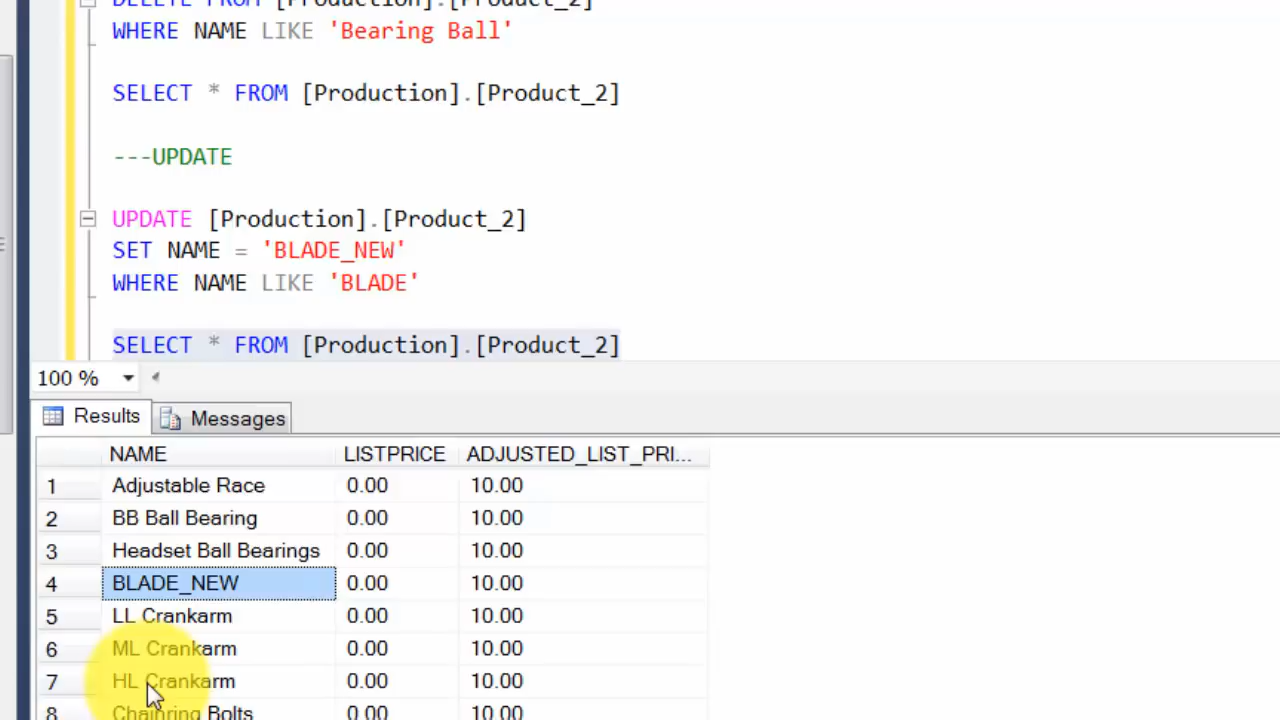 DELETE FROM [Production].[Product_2]
WHERE NAME LIKE 'Bearing Ball'
SELECT * FROM [Production].[Product_2]
---UPDATE
UPDATE [Production].[Product_2]
SET NAME = 'BLADE_NEW'
WHERE NAME LIKE 'BLADE'
SELECT * FROM [Production].[Product_2]
100 %
Results Messages
NAME LISTPRICE ADJUSTED_LIST_PRI...
1 Adjustable Race 0.00 10.00
2 BB Ball Bearing 0.00 10.00
3 Headset Ball Bearings 0.00 10.00
4 BLADE_NEW 0.00 10.00
5 LL Crankarm 0.00 10.00
6 ML Crankarm 0.00 10.00
7 HL Crankarm 0.00 10.00
8 Chainring Bolts 0.00 10.00